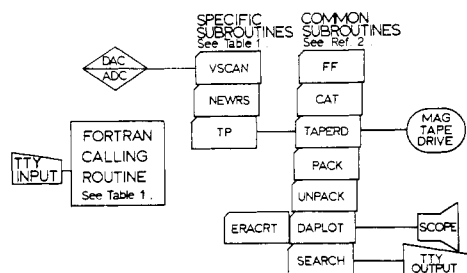 SPECIFIC
SUBROUTINES
See Table 1.
COMMON
SUBROUTINES
See Ref. 2.
DAC
ADC
VSCAN
FF
NEWRS
CAT
TP
TAPERD
MAG
TAPE
DRIVE
FORTRAN
CALLING
ROUTINE
See Table 1.
TTY
INPUT
PACK
UNPACK
ERACRT
DAPLOT
SCOPE
SEARCH
TTY
OUTPUT